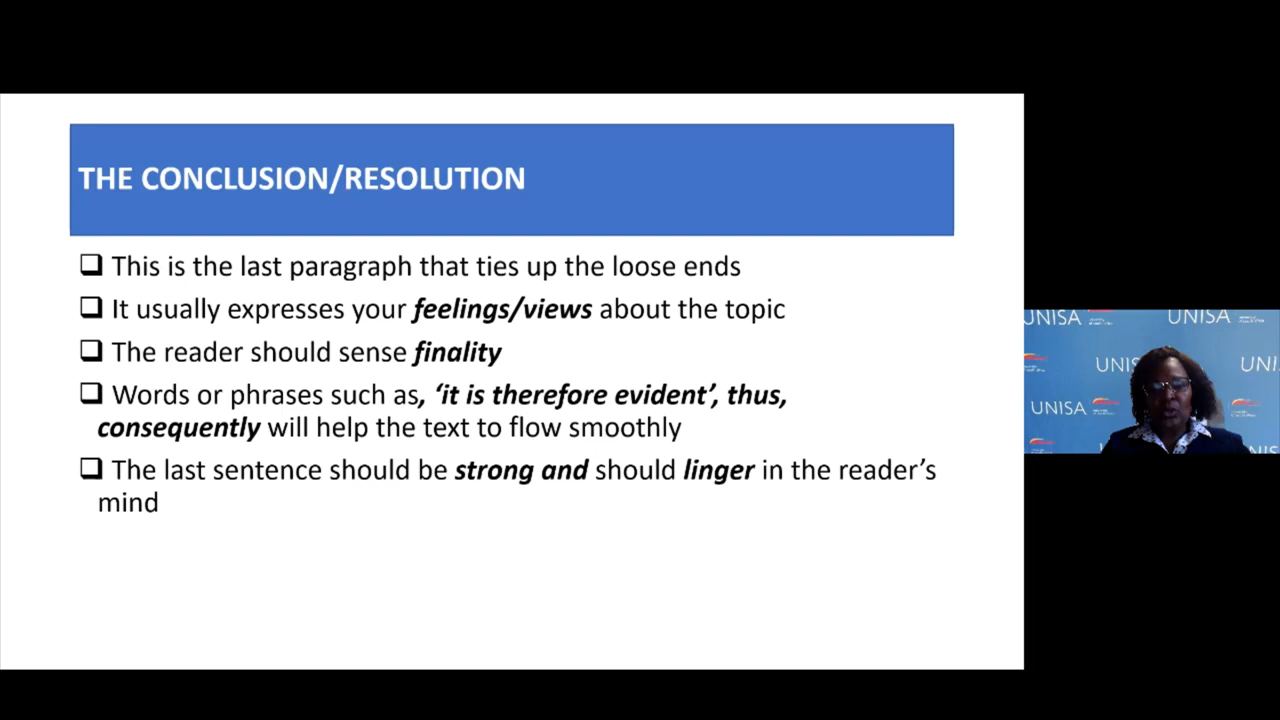 THE CONCLUSION/RESOLUTION
❑ This is the last paragraph that ties up the loose ends
❑ It usually expresses your feelings/views about the topic
❑ The reader should sense finality
❑ Words or phrases such as, ‘it is therefore evident’, thus,
consequently will help the text to flow smoothly
❑ The last sentence should be strong and should linger in the reader’s
mind
UNISA
UNISA
UNIS
UNI
UNISA
NIS